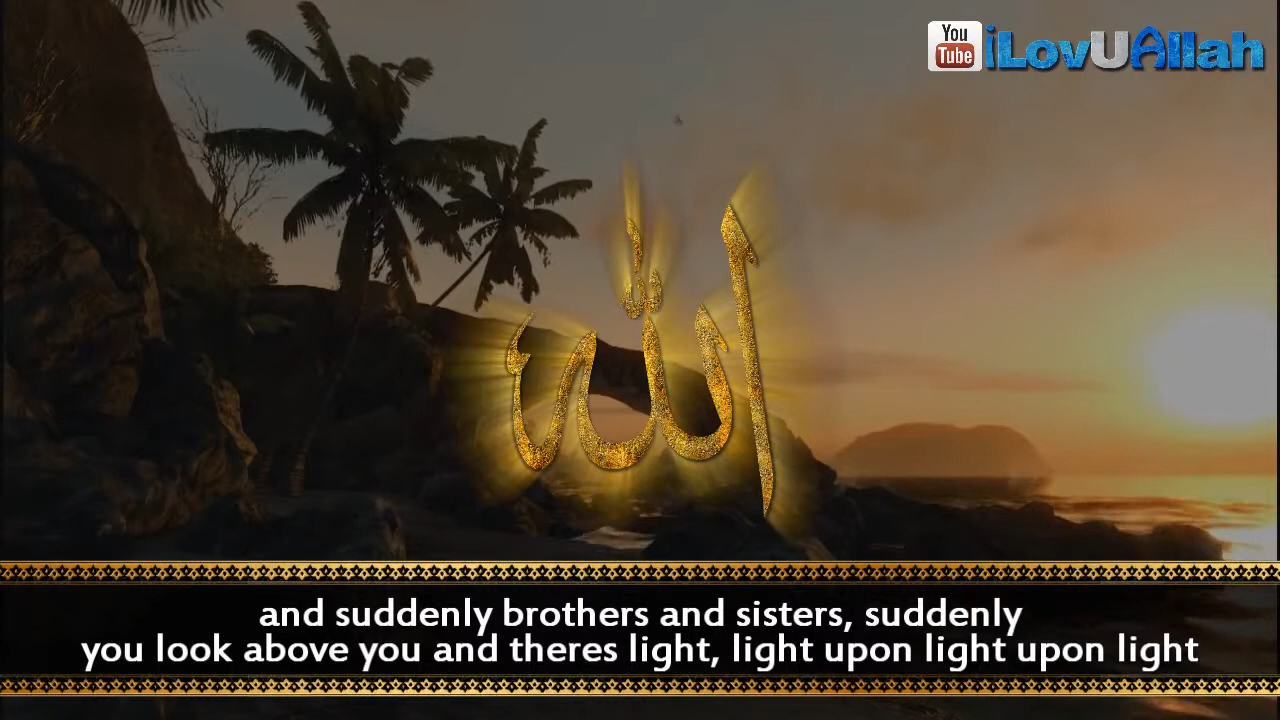 You
Tube
iLovUAllah
الله
and suddenly brothers and sisters, suddenly
you look above you and theres light, light upon light upon light